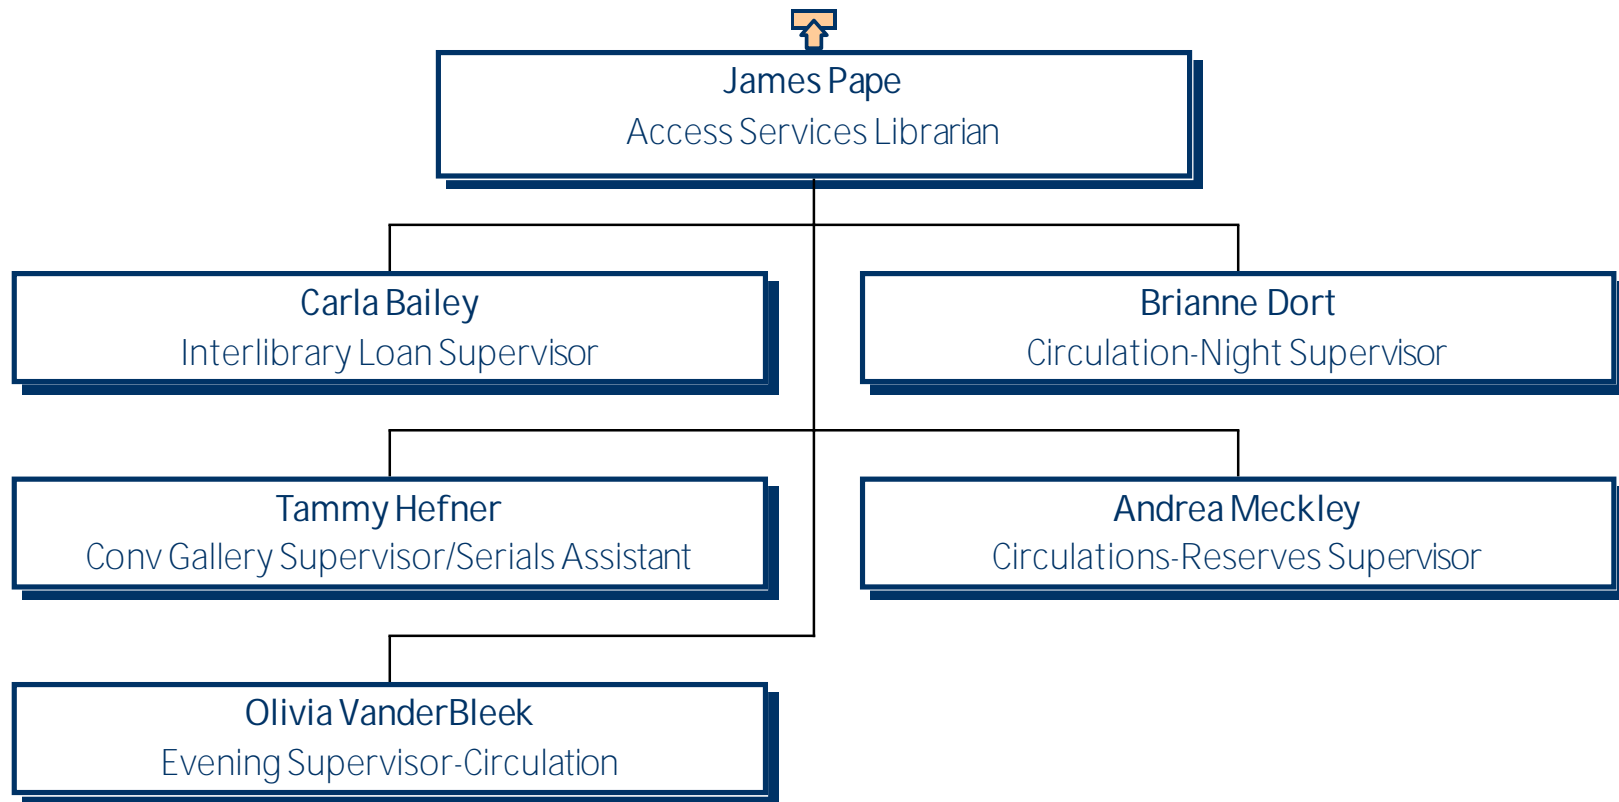 James Pape
Access Services Librarian
Carla Bailey
Interlibrary Loan Supervisor
Brianne Dort
Circulation-Night Supervisor
Tammy Hefner
Conv Gallery Supervisor/Serials Assistant
Andrea Meckley
Circulations-Reserves Supervisor
Olivia VanderBleek
Evening Supervisor-Circulation